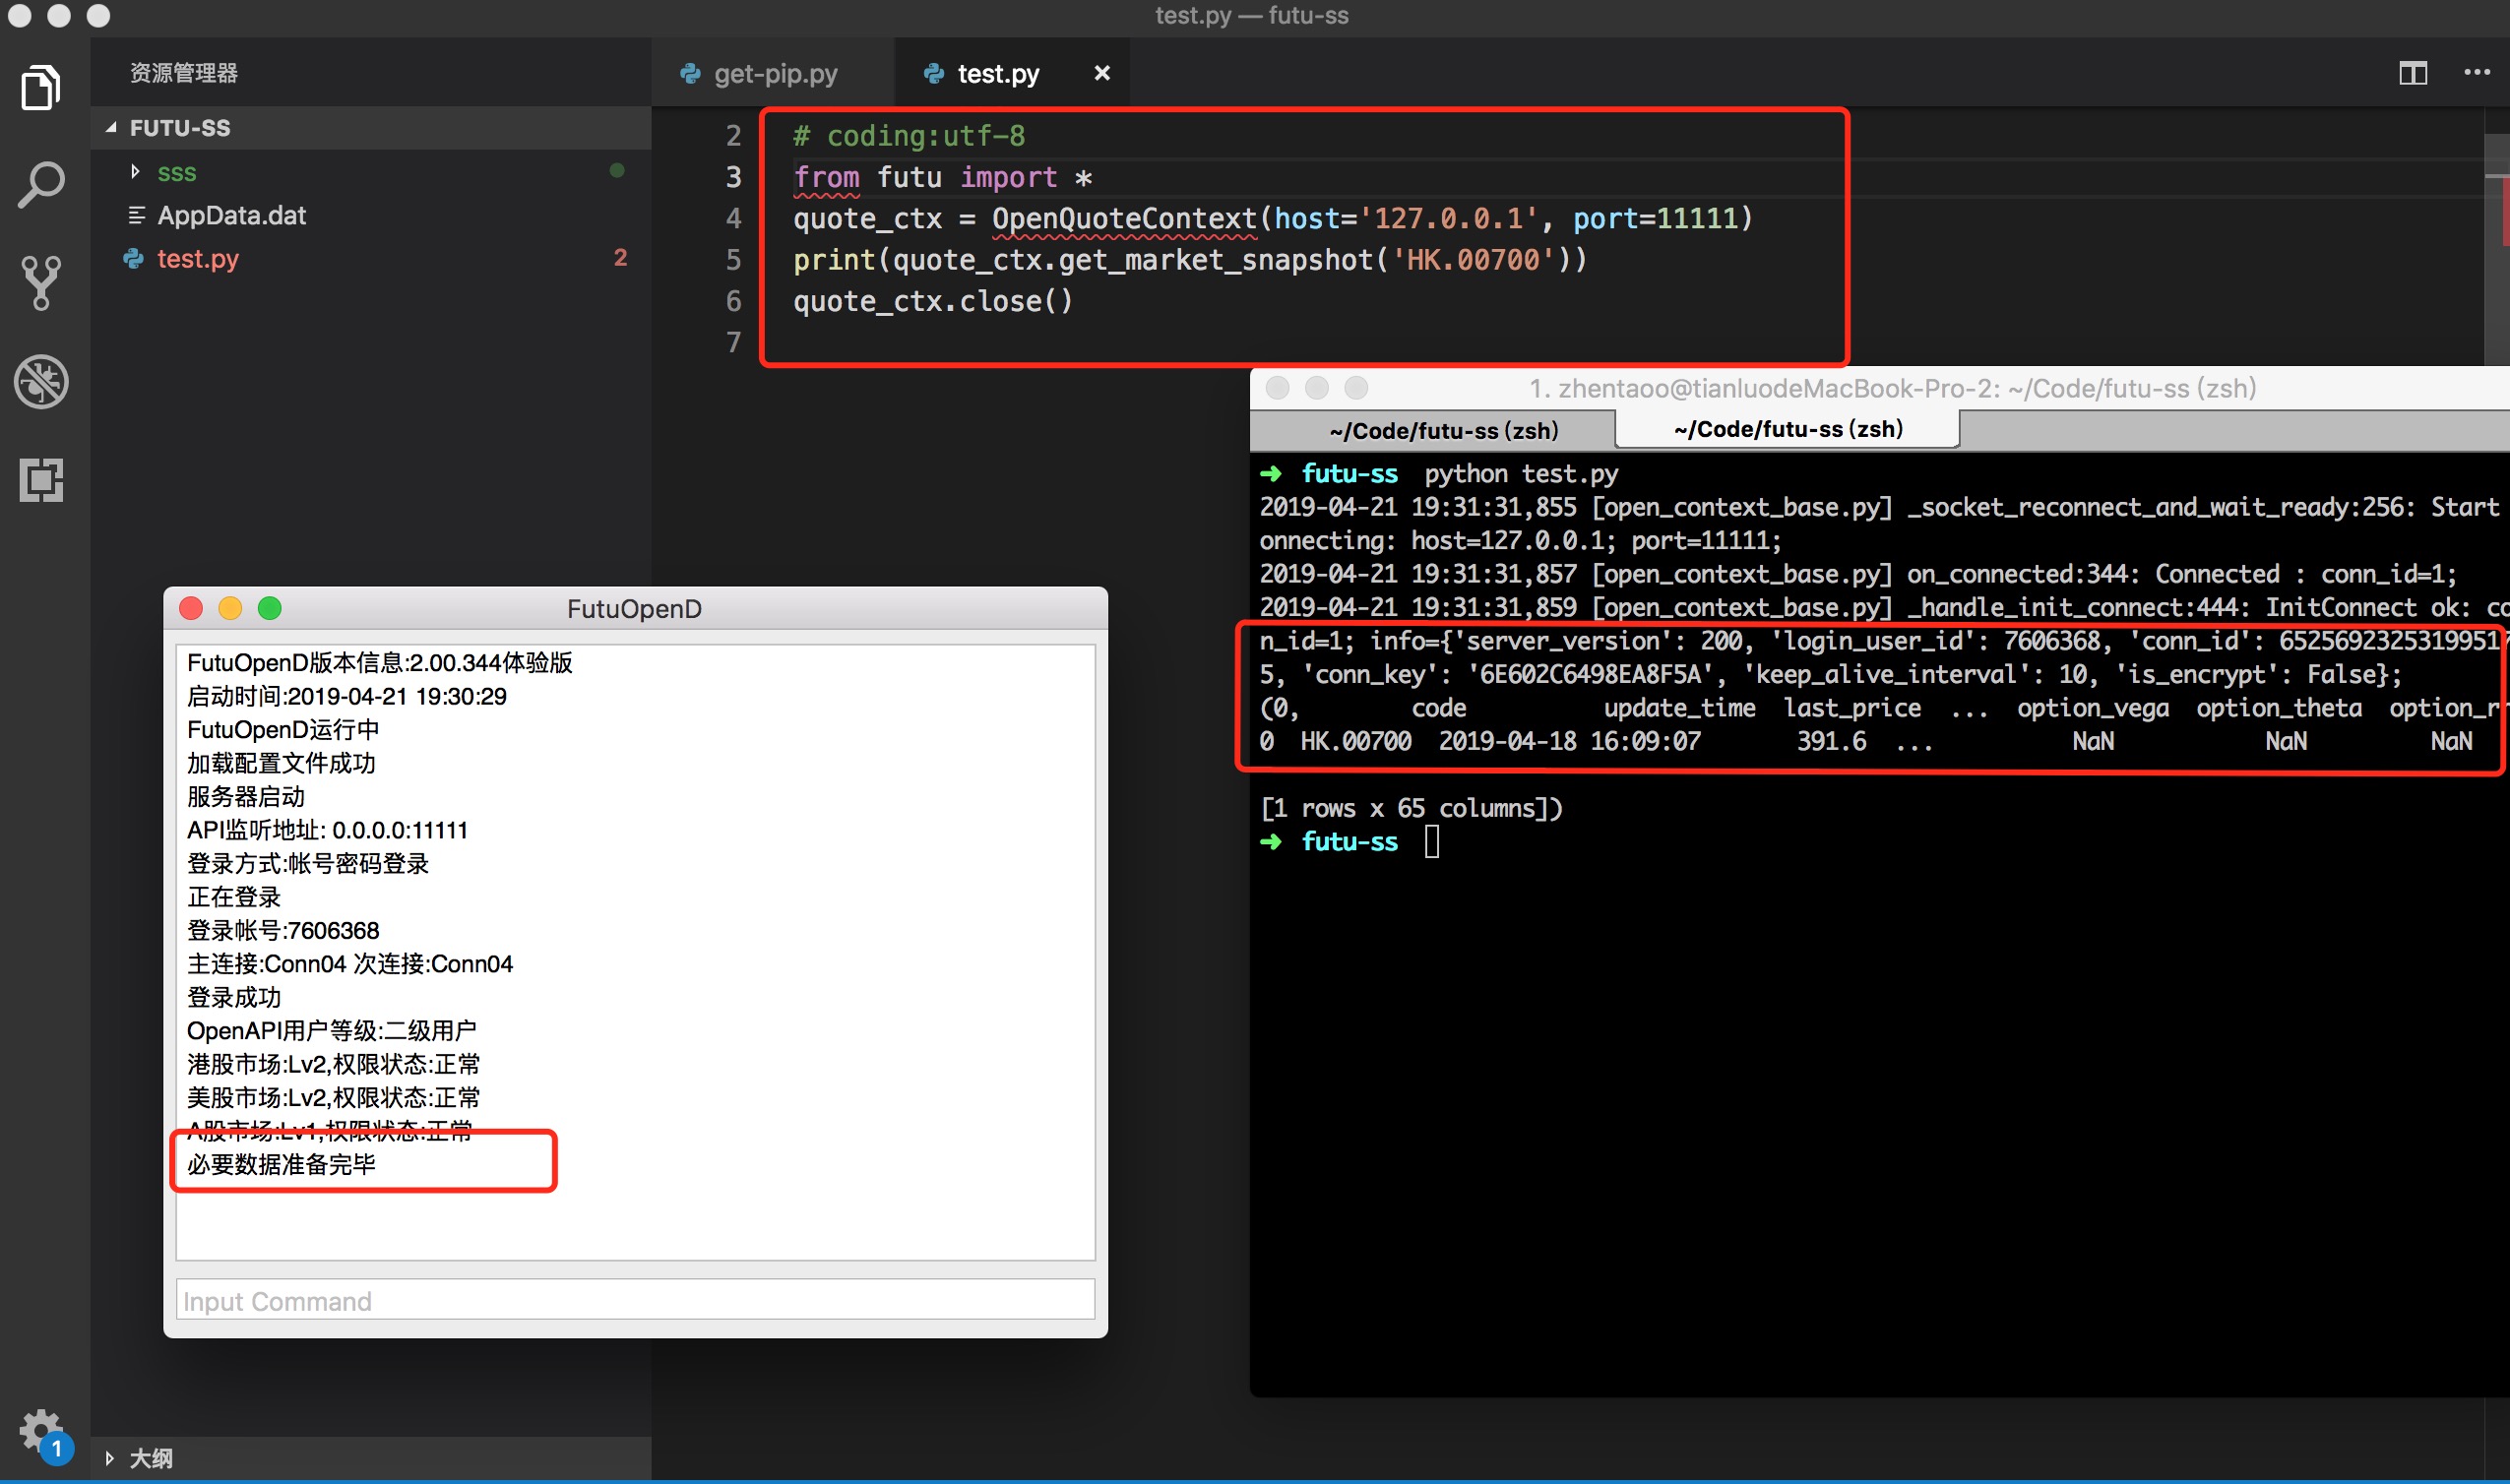 test.py — futu-ss
资源管理器
get-pip.py
test.py
FUTU-SS
sss
AppData.dat
test.py
2
2
# coding:utf-8
3
from futu import *
4
quote_ctx = OpenQuoteContext(host='127.0.0.1', port=11111)
5
print(quote_ctx.get_market_snapshot('HK.00700'))
6
quote_ctx.close()
7
1. zhentaoo@tianluodeMacBook-Pro-2: ~/Code/futu-ss (zsh)
~/Code/futu-ss (zsh)
~/Code/futu-ss (zsh)
➜ futu-ss python test.py
2019-04-21 19:31:31,855 [open_context_base.py] _socket_reconnect_and_wait_ready:256: Start
onnecting: host=127.0.0.1; port=11111;
2019-04-21 19:31:31,857 [open_context_base.py] on_connected:344: Connected : conn_id=1;
2019-04-21 19:31:31,859 [open_context_base.py] _handle_init_connect:444: InitConnect ok: co
n_id=1; info={'server_version': 200, 'login_user_id': 7606368, 'conn_id': 65256923253199517
5, 'conn_key': '6E602C6498EA8F5A', 'keep_alive_interval': 10, 'is_encrypt': False};
(0, code update_time last_price ... option_vega option_theta option_rh
0 HK.00700 2019-04-18 16:09:07 391.6 ... NaN NaN NaN
[1 rows x 65 columns])
➜ futu-ss
FutuOpenD
FutuOpenD版本信息:2.00.344体验版
启动时间:2019-04-21 19:30:29
FutuOpenD运行中
加载配置文件成功
服务器启动
API监听地址: 0.0.0.0:11111
登录方式:帐号密码登录
正在登录
登录帐号:7606368
主连接:Conn04 次连接:Conn04
登录成功
OpenAPI用户等级:二级用户
港股市场:Lv2,权限状态:正常
美股市场:Lv2,权限状态:正常
A股市场:Lv1,权限状态:正常
必要数据准备完毕
Input Command
1
大纲